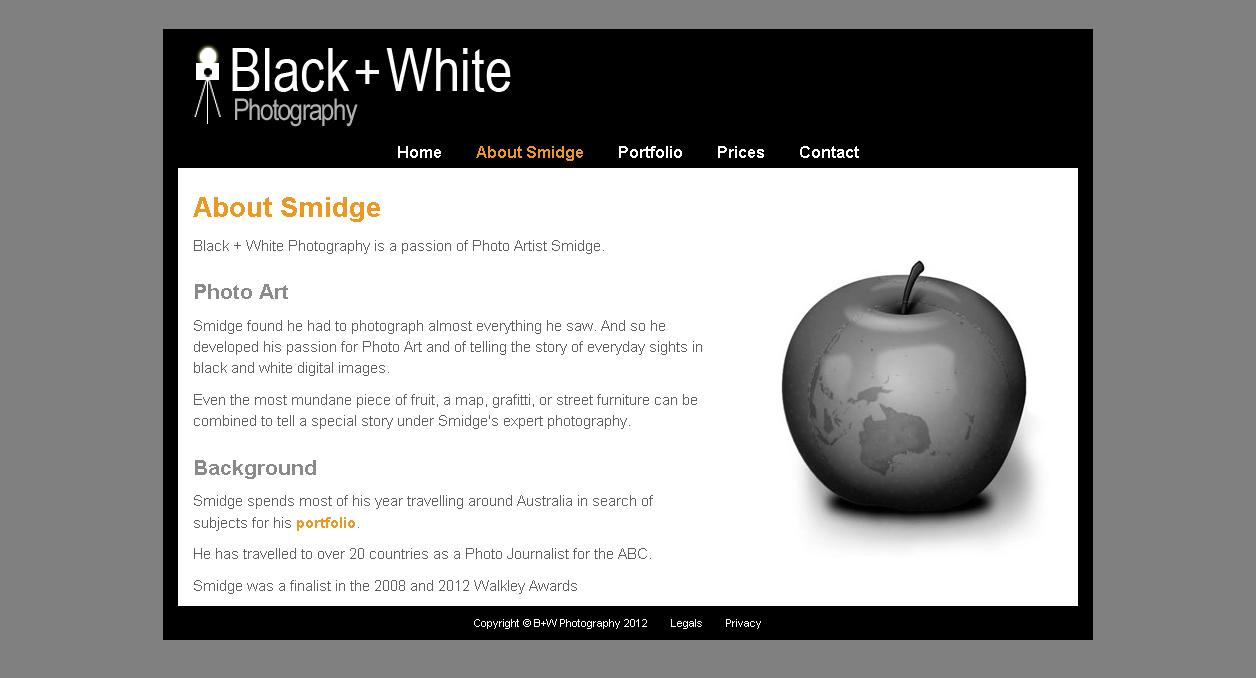 Black + White
Photography
Home About Smidge Portfolio Prices Contact
About Smidge
Black + White Photography is a passion of Photo Artist Smidge.
Photo Art
Smidge found he had to photograph almost everything he saw. And so he
developed his passion for Photo Art and of telling the story of everyday sights in
black and white digital images.
Even the most mundane piece of fruit, a map, grafitti, or street furniture can be
combined to tell a special story under Smidge's expert photography.
Background
Smidge spends most of his year travelling around Australia in search of
subjects for his portfolio.
He has travelled to over 20 countries as a Photo Journalist for the ABC.
Smidge was a finalist in the 2008 and 2012 Walkley Awards
Copyright © B+W Photography 2012 Legals Privacy